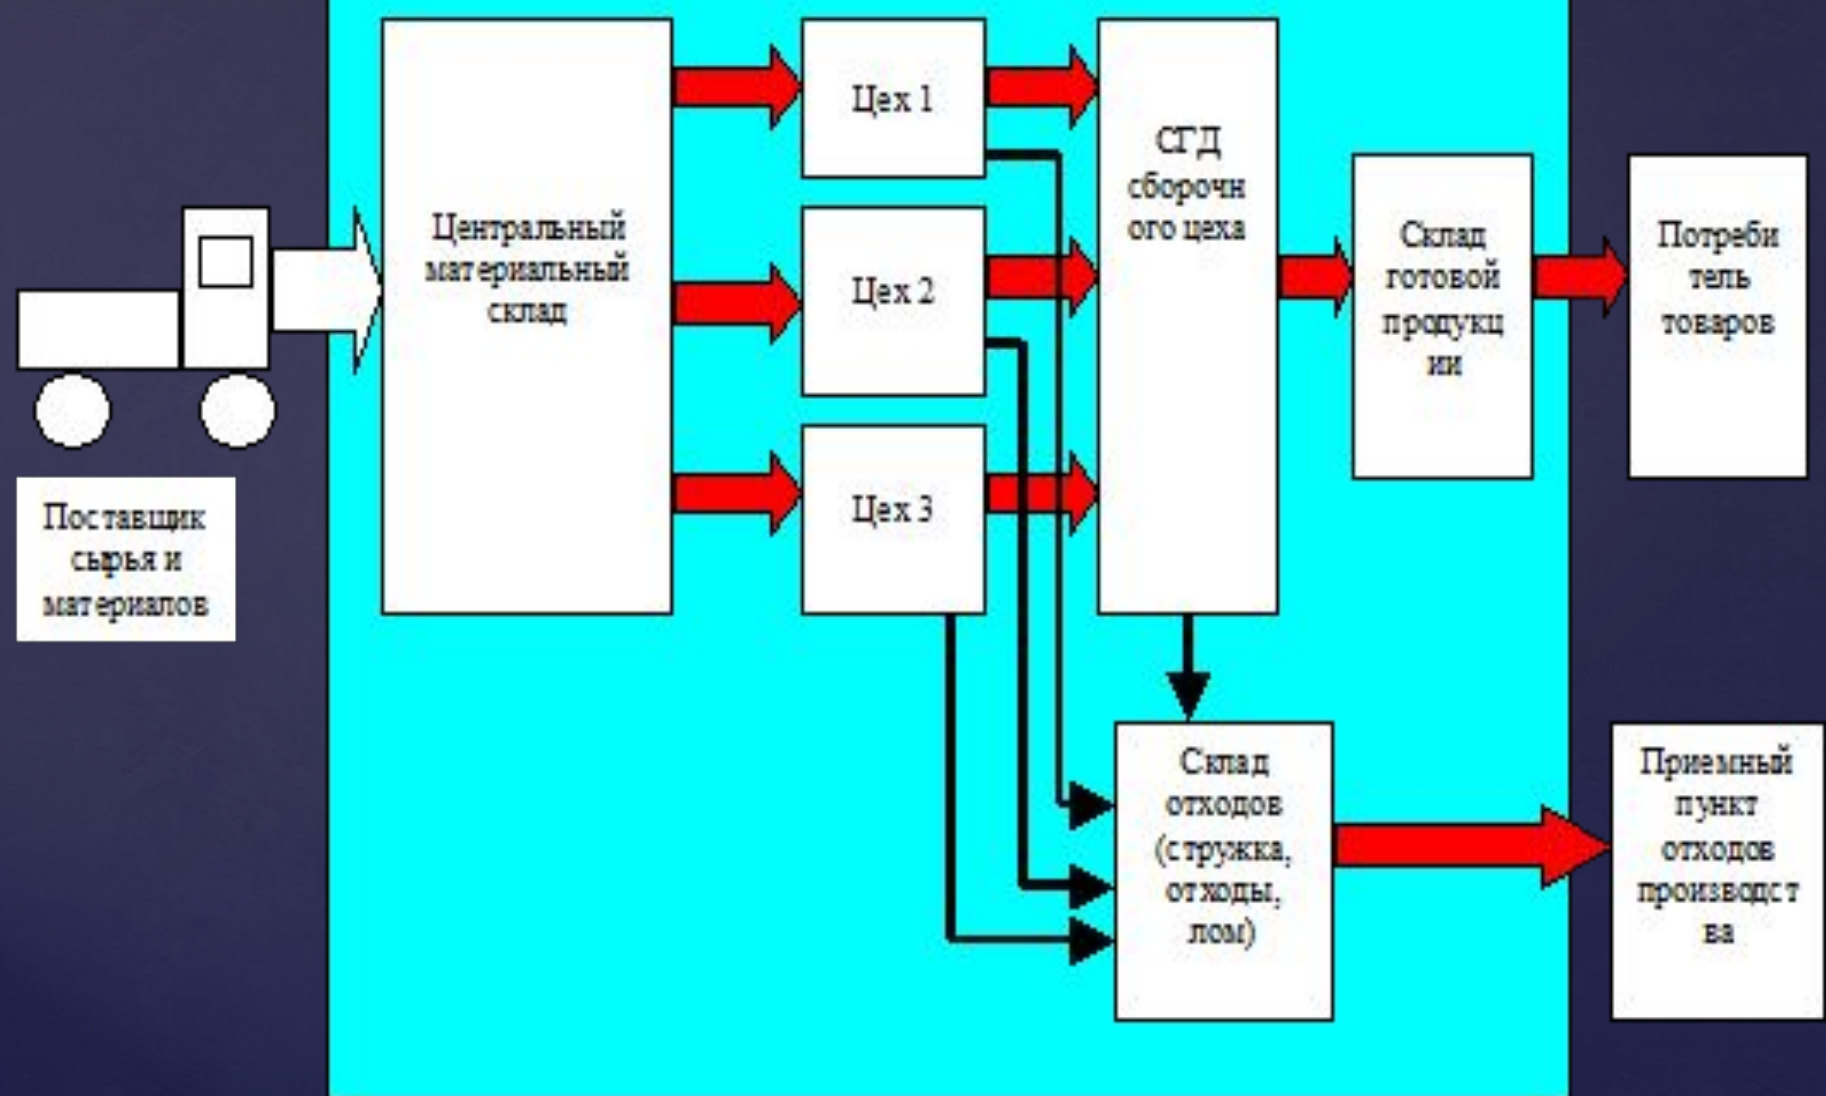 Поставщик
сырья и
материалов
Центральный
материальный
склад
Цех 1
Цех 2
Цех 3
СГД
сборочн
ого цеха
Склад
готовой
продукц
ии
Потреби
тель
товаров
Склад
отходов
(стружка,
отходы,
лом)
Приемный
пункт
отходов
производст
ва